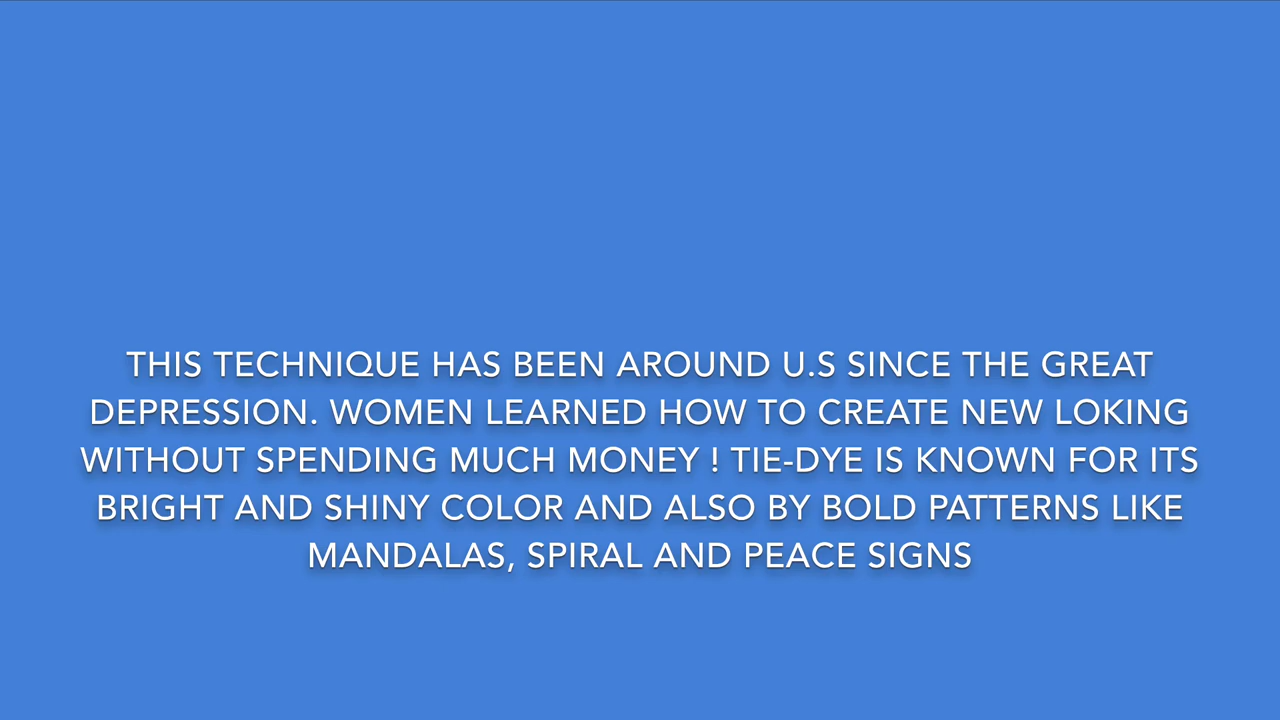 THIS TECHNIQUE HAS BEEN AROUND U.S SINCE THE GREAT
DEPRESSION. WOMEN LEARNED HOW TO CREATE NEW LOKING
WITHOUT SPENDING MUCH MONEY ! TIE-DYE IS KNOWN FOR ITS
BRIGHT AND SHINY COLOR AND ALSO BY BOLD PATTERNS LIKE
MANDALAS, SPIRAL AND PEACE SIGNS